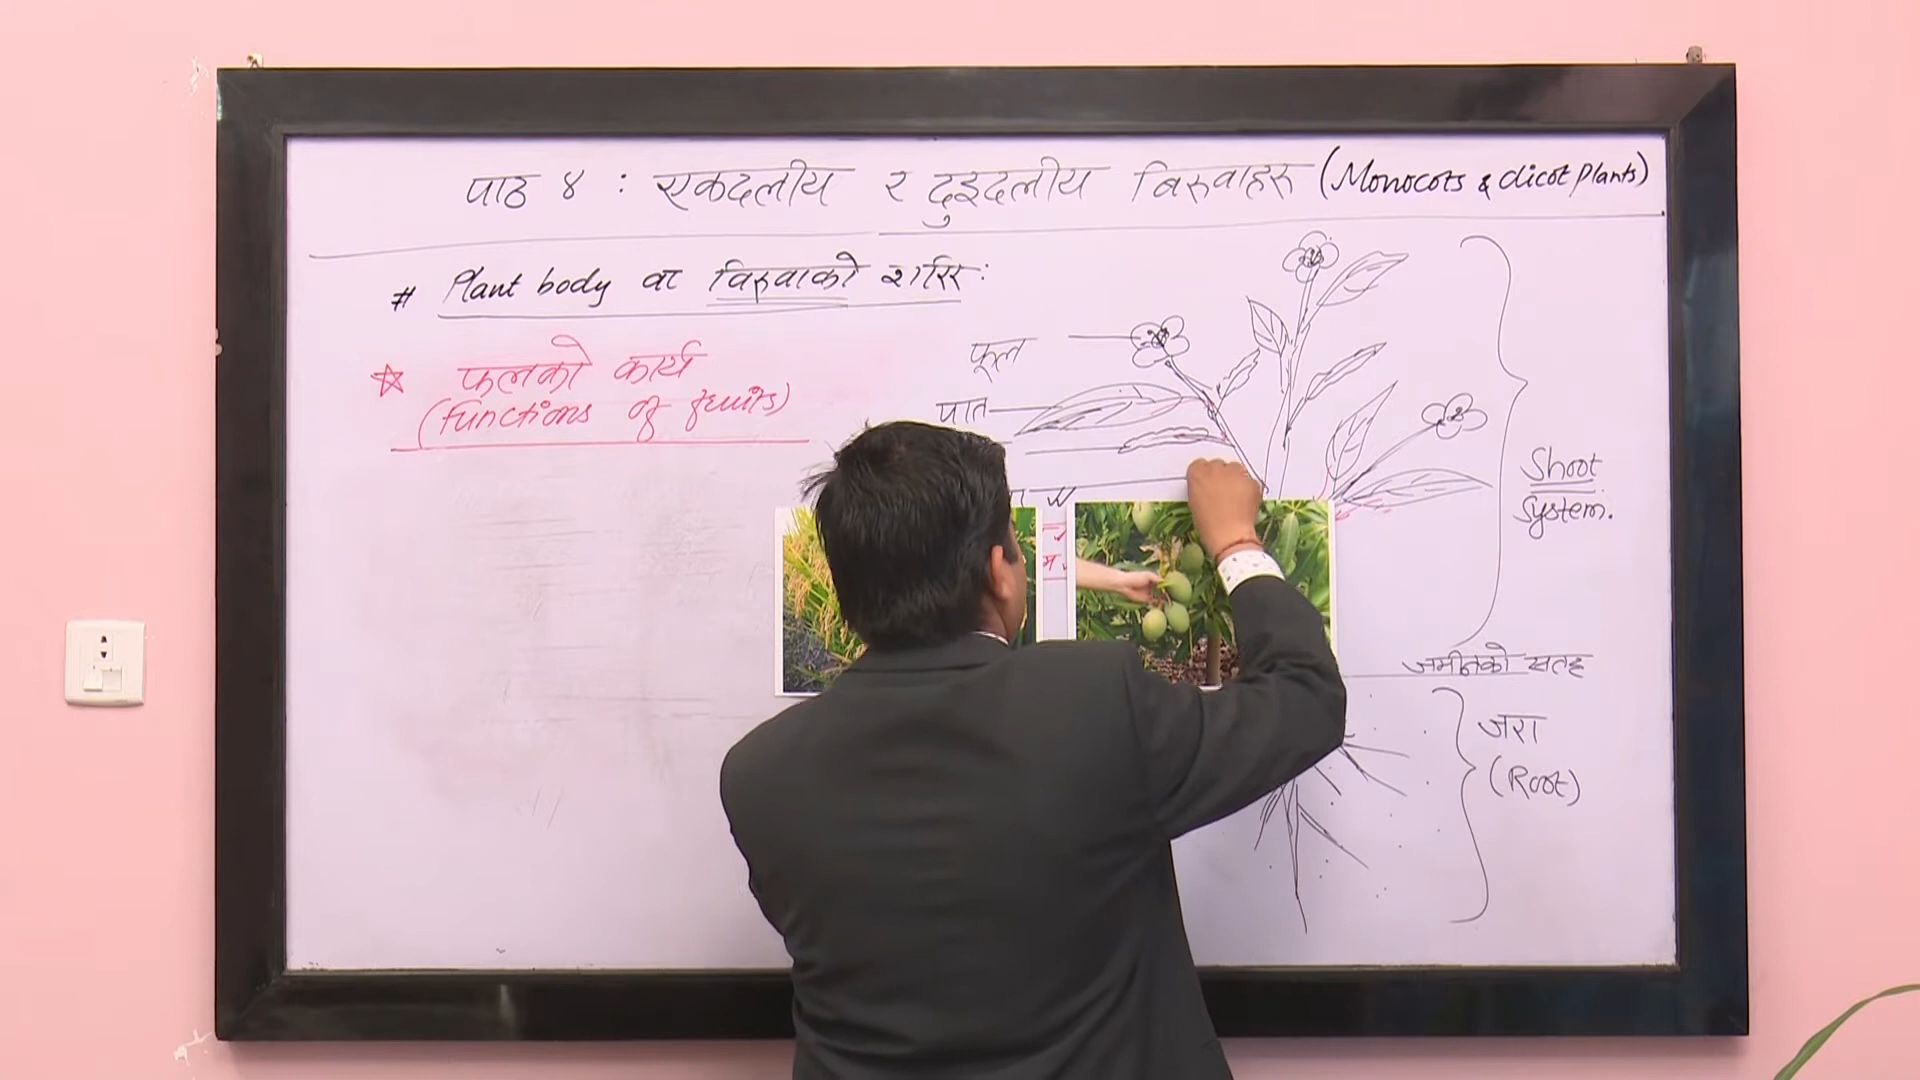 पाठ ४ : एकदलीय र दुइदलीय बिरुवाहरू (Monocots & dicot plants)
# Plant body वा विरुवाको शरिर:
☆ फलको कार्य
(functions of fruits)
फूल
पात
Shoot
System.
जमीनको सतह
जरा
(Root)